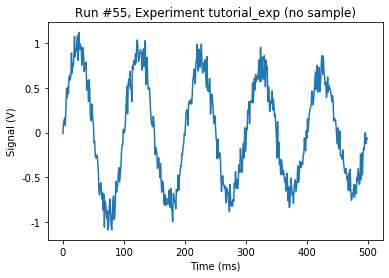 Run #55, Experiment tutorial_exp (no sample)
Signal (V)
1
0.5
0
-0.5
-1
0 100 200 300 400 500
Time (ms)